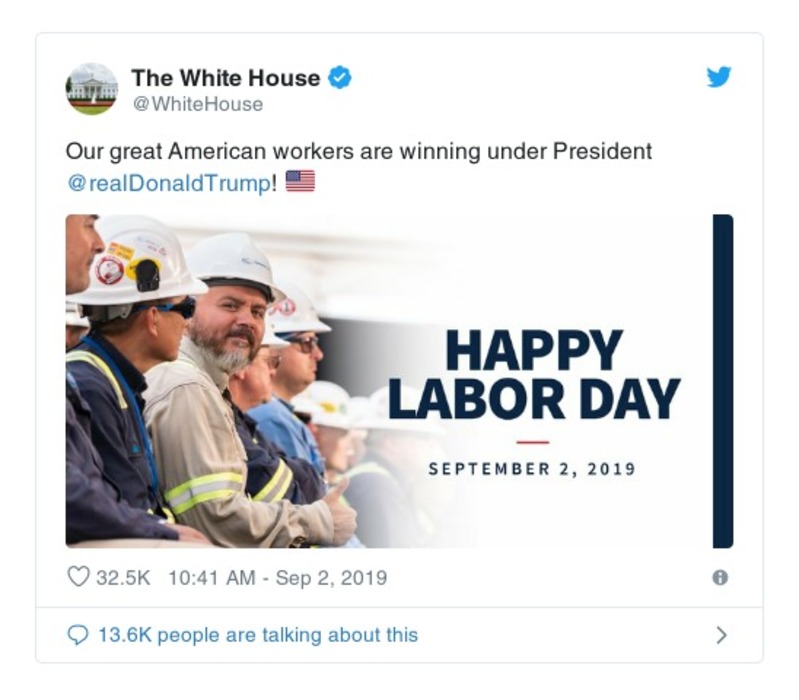 The White House
@WhiteHouse
Our great American workers are winning under President
@realDonaldTrump!
HAPPY
LABOR DAY
SEPTEMBER 2, 2019
32.5K 10:41 AM - Sep 2, 2019
13.6K people are talking about this